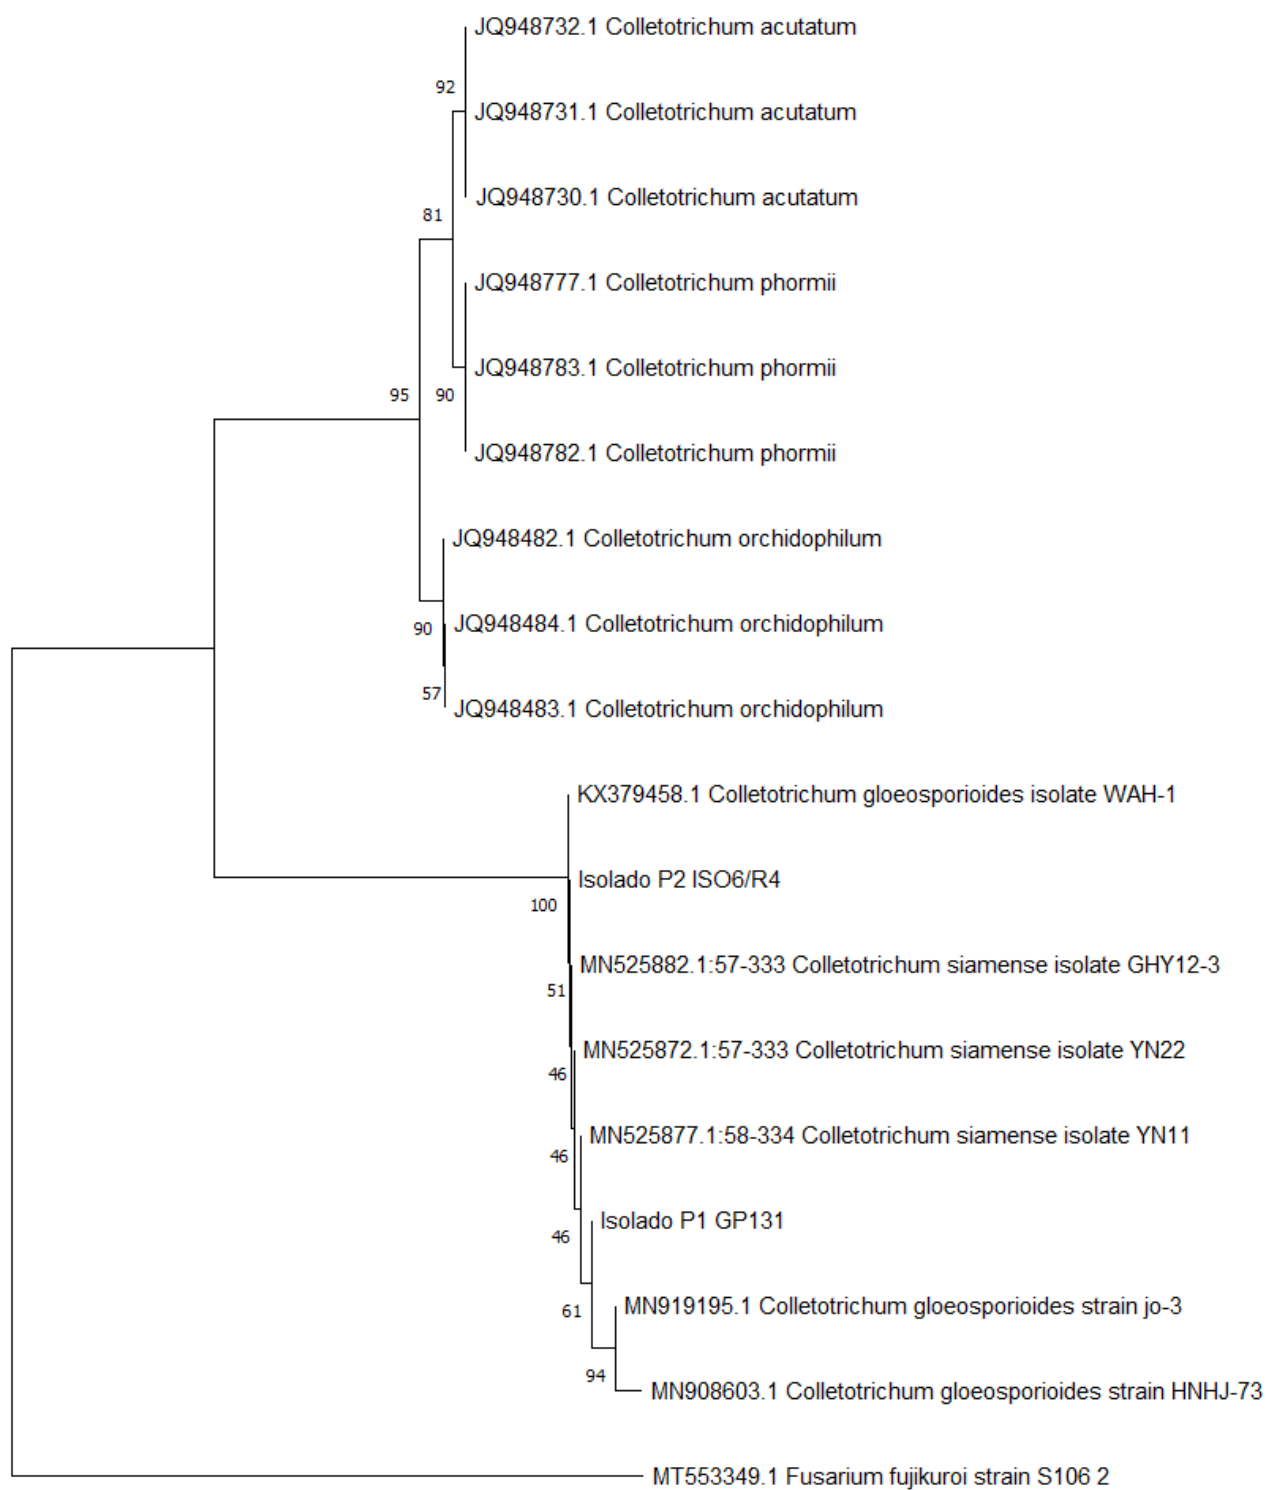 JQ948732.1 Colletotrichum acutatum
92
JQ948731.1 Colletotrichum acutatum
JQ948730.1 Colletotrichum acutatum
81
JQ948777.1 Colletotrichum phormii
JQ948783.1 Colletotrichum phormii
95
90
JQ948782.1 Colletotrichum phormii
JQ948482.1 Colletotrichum orchidophilum
JQ948484.1 Colletotrichum orchidophilum
90
57
JQ948483.1 Colletotrichum orchidophilum
KX379458.1 Colletotrichum gloeosporioides isolate WAH-1
Isolado P2 ISO6/R4
100
MN525882.1:57-333 Colletotrichum siamense isolate GHY12-3
51
MN525872.1:57-333 Colletotrichum siamense isolate YN22
46
MN525877.1:58-334 Colletotrichum siamense isolate YN11
46
Isolado P1 GP131
46
MN919195.1 Colletotrichum gloeosporioides strain jo-3
61
94
MN908603.1 Colletotrichum gloeosporioides strain HNHJ-73
MT553349.1 Fusarium fujikuroi strain S106 2